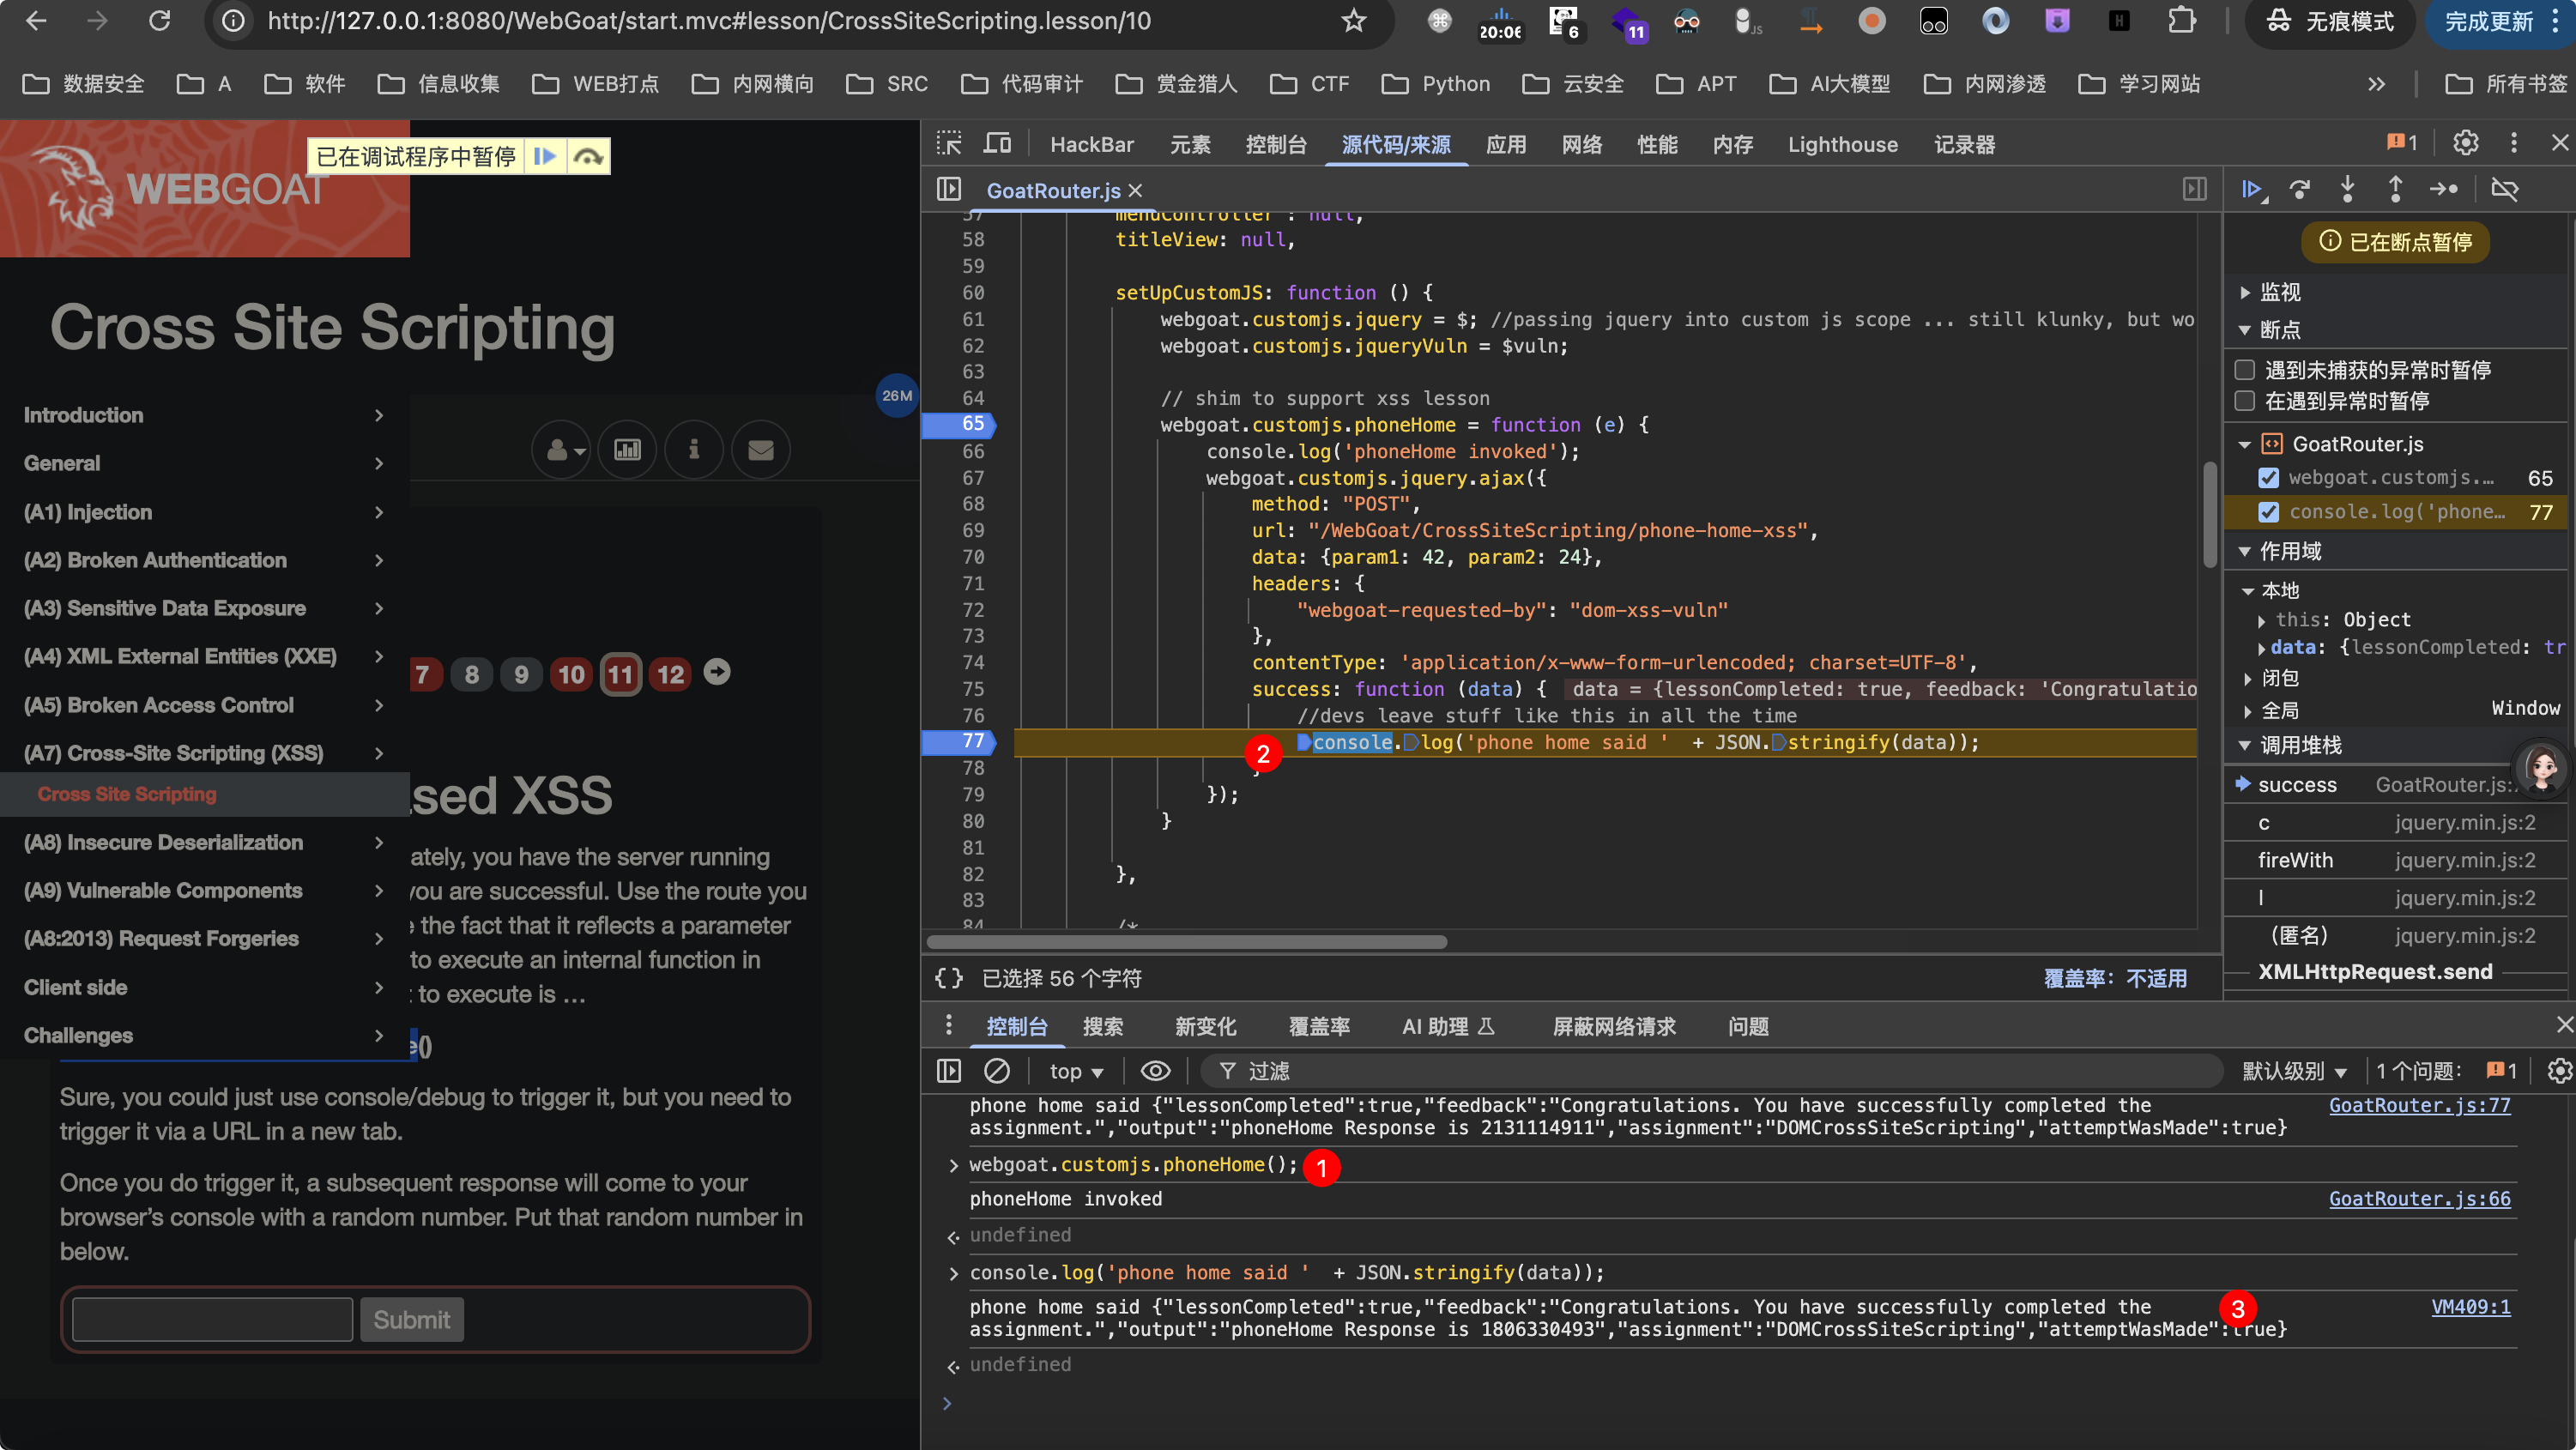 http://127.0.0.1:8080/WebGoat/start.mvc#lesson/CrossSiteScripting.lesson/10
20:06
6
11
JS
H
无痕模式
完成更新
数据安全
A
软件
信息收集
WEB打点
内网横向
SRC
代码审计
赏金猎人
CTF
Python
云安全
APT
AI大模型
内网渗透
学习网站
所有书签
已在调试程序中暂停
WEBGOAT
Cross Site Scripting
26M
Introduction
General
(A1) Injection
(A2) Broken Authentication
(A3) Sensitive Data Exposure
(A4) XML External Entities (XXE)
(A5) Broken Access Control
(A7) Cross-Site Scripting (XSS)
Cross Site Scripting
(A8) Insecure Deserialization
(A9) Vulnerable Components
(A8:2013) Request Forgeries
Client side
Challenges
7 8 9 10 11 12
sed XSS
ately, you have the server running
you are successful. Use the route you
the fact that it reflects a parameter
to execute an internal function in
to execute is …
e()
Sure, you could just use console/debug to trigger it, but you need to
trigger it via a URL in a new tab.
Once you do trigger it, a subsequent response will come to your
browser’s console with a random number. Put that random number in
below.
Submit
HackBar
元素
控制台
源代码/来源
应用
网络
性能
内存
Lighthouse
记录器
1
GoatRouter.js
57 menuController : null,
58 titleView: null,
59
60 setUpCustomJS: function () {
61 webgoat.customjs.jquery = $; //passing jquery into custom js scope ... still klunky, but wo
62 webgoat.customjs.jqueryVuln = $vuln;
63
64 // shim to support xss lesson
65 webgoat.customjs.phoneHome = function (e) {
66 console.log('phoneHome invoked');
67 webgoat.customjs.jquery.ajax({
68 method: "POST",
69 url: "/WebGoat/CrossSiteScripting/phone-home-xss",
70 data: {param1: 42, param2: 24},
71 headers: {
72 "webgoat-requested-by": "dom-xss-vuln"
73 },
74 contentType: 'application/x-www-form-urlencoded; charset=UTF-8',
75 success: function (data) { data = {lessonCompleted: true, feedback: 'Congratulatio
76 //devs leave stuff like this in all the time
77 console.log('phone home said ' + JSON.stringify(data));
2
78 }
79 });
80 }
81
82 },
83
84 /*
{ } 已选择 56 个字符
覆盖率：不适用
已在断点暂停
监视
断点
遇到未捕获的异常时暂停
在遇到异常时暂停
GoatRouter.js
webgoat.customjs.… 65
console.log('phone… 77
作用域
本地
this: Object
data: {lessonCompleted: tr
闭包
全局 Window
调用堆栈
success GoatRouter.js:
c jquery.min.js:2
fireWith jquery.min.js:2
l jquery.min.js:2
（匿名） jquery.min.js:2
XMLHttpRequest.send
控制台
搜索
新变化
覆盖率
AI 助理
屏蔽网络请求
问题
top
过滤
默认级别
1 个问题：
1
phone home said {"lessonCompleted":true,"feedback":"Congratulations. You have successfully completed the GoatRouter.js:77
assignment.","output":"phoneHome Response is 2131114911","assignment":"DOMCrossSiteScripting","attemptWasMade":true}
webgoat.customjs.phoneHome(); 1
phoneHome invoked GoatRouter.js:66
undefined
console.log('phone home said ' + JSON.stringify(data));
phone home said {"lessonCompleted":true,"feedback":"Congratulations. You have successfully completed the 3 VM409:1
assignment.","output":"phoneHome Response is 1806330493","assignment":"DOMCrossSiteScripting","attemptWasMade":true}
undefined